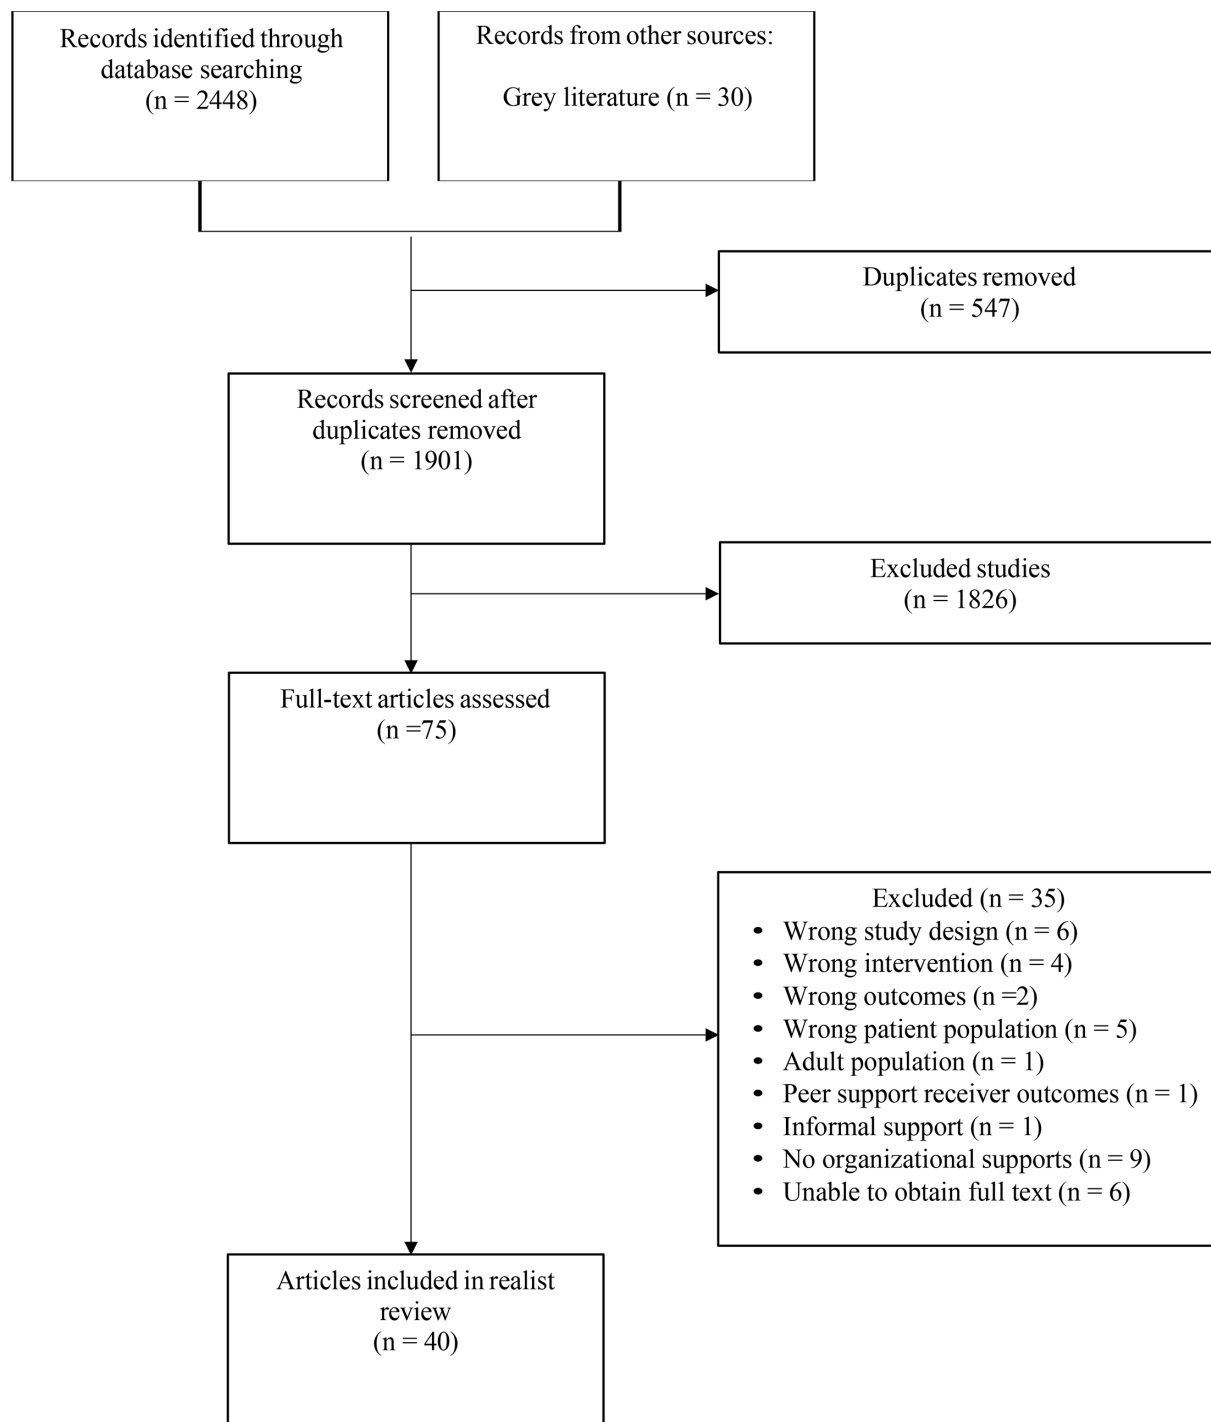 Records identified through
database searching
(n = 2448)
Records from other sources:
Grey literature (n = 30)
Duplicates removed
(n = 547)
Records screened after
duplicates removed
(n = 1901)
Excluded studies
(n = 1826)
Full-text articles assessed
(n =75)
Excluded (n = 35)
• Wrong study design (n = 6)
• Wrong intervention (n = 4)
• Wrong outcomes (n =2)
• Wrong patient population (n = 5)
• Adult population (n = 1)
• Peer support receiver outcomes (n = 1)
• Informal support (n = 1)
• No organizational supports (n = 9)
• Unable to obtain full text (n = 6)
Articles included in realist
review
(n = 40)